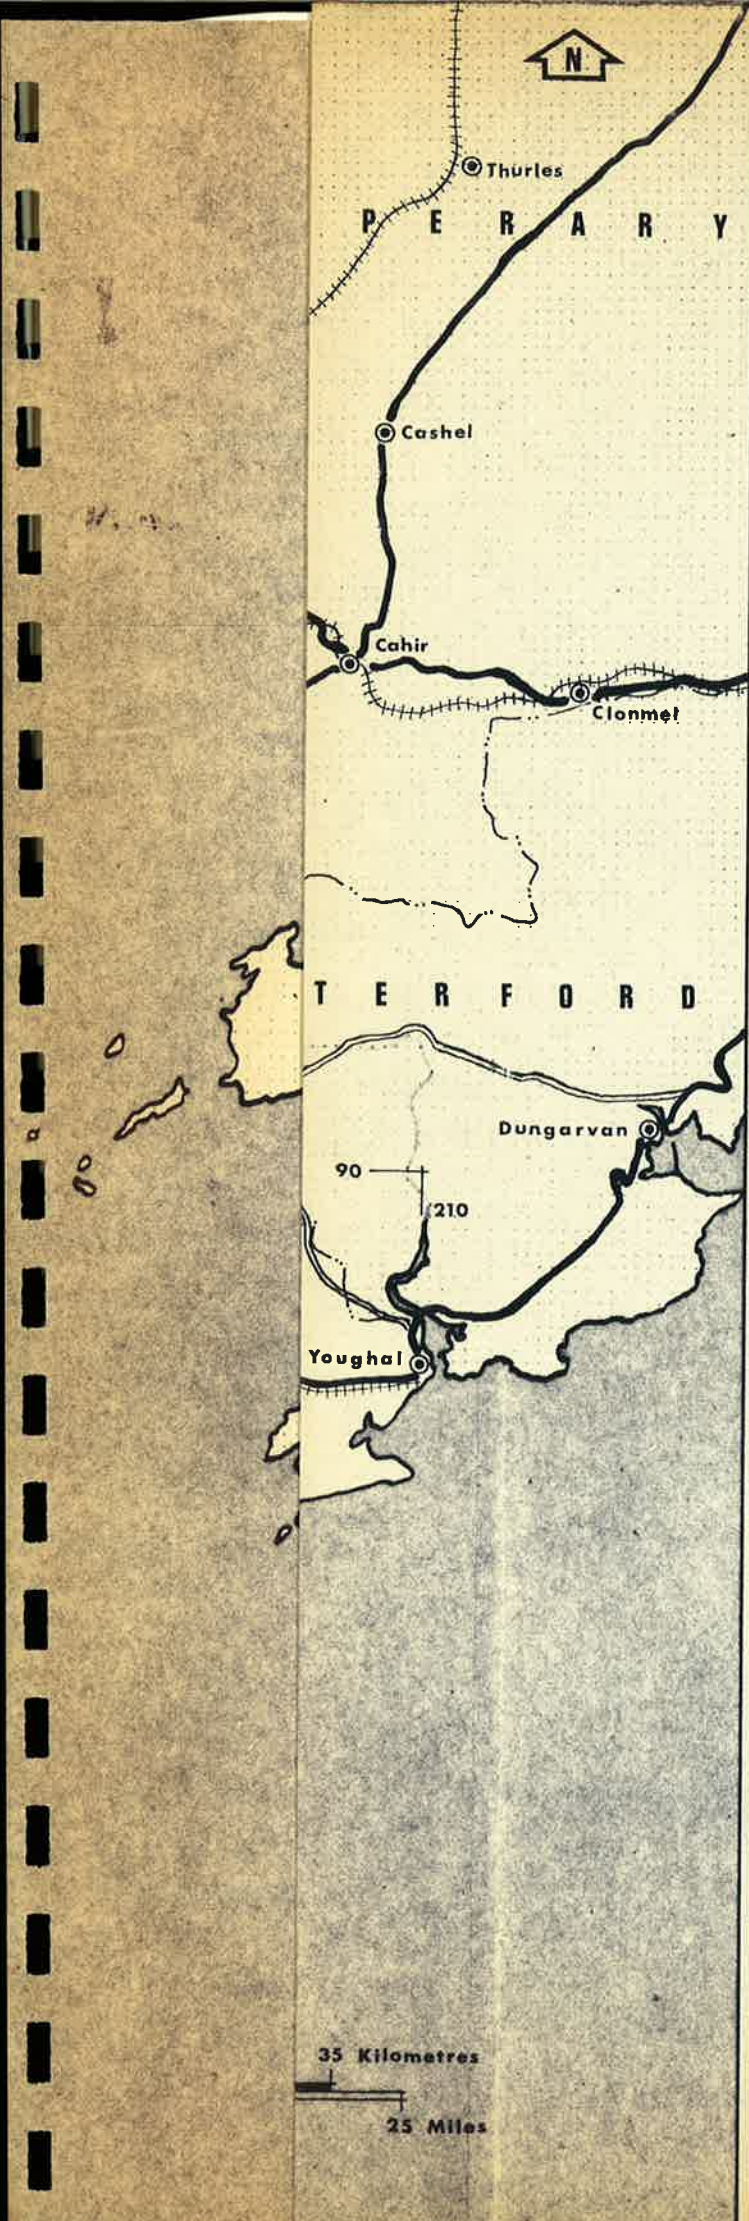 N
Thurles
P E R A R Y
Cashel
Cahir
Clonmel
T E R F O R D
Dungarvan
90
210
Youghal
35 Kilometres
25 Miles